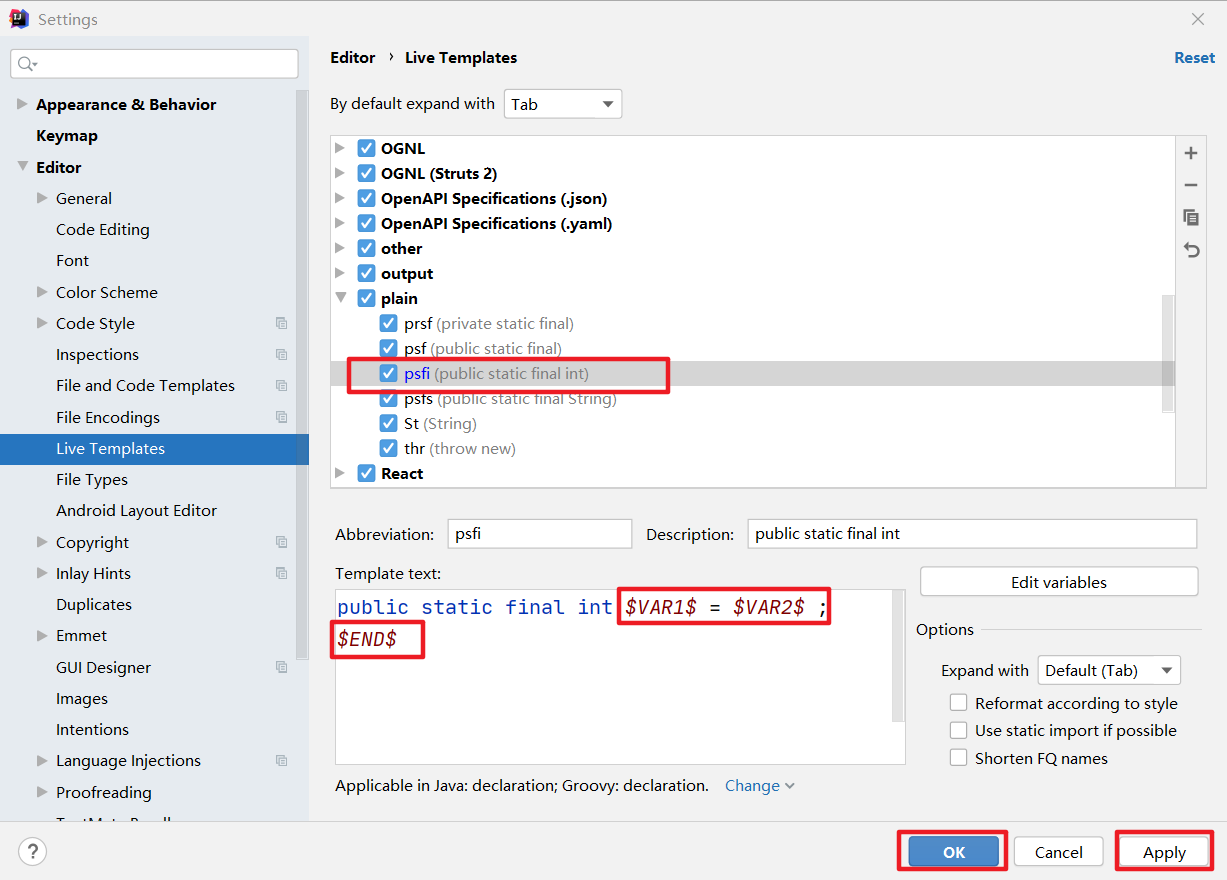 Settings
Editor › Live Templates
Reset
By default expand with Tab
Appearance & Behavior
Keymap
Editor
General
Code Editing
Font
Color Scheme
Code Style
Inspections
File and Code Templates
File Encodings
Live Templates
File Types
Android Layout Editor
Copyright
Inlay Hints
Duplicates
Emmet
GUI Designer
Images
Intentions
Language Injections
Proofreading
OGNL
OGNL (Struts 2)
OpenAPI Specifications (.json)
OpenAPI Specifications (.yaml)
other
output
plain
prsf (private static final)
psf (public static final)
psfi (public static final int)
psfs (public static final String)
St (String)
thr (throw new)
React
Abbreviation: psfi Description: public static final int
Template text:
public static final int $VAR1$ = $VAR2$ ;
$END$
Edit variables
Options
Expand with Default (Tab)
Reformat according to style
Use static import if possible
Shorten FQ names
Applicable in Java: declaration; Groovy: declaration. Change
?
OK Cancel Apply